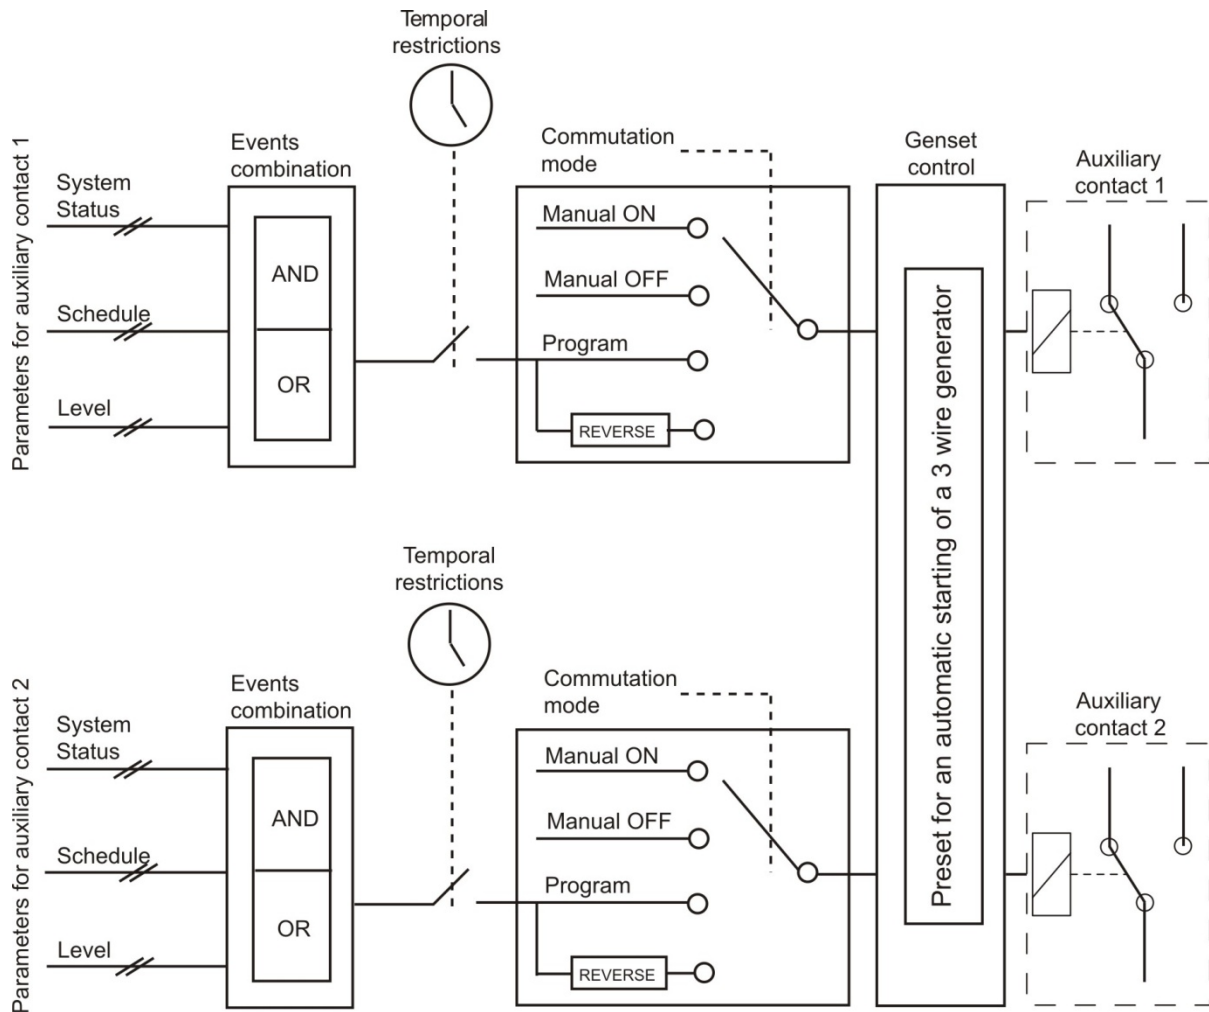 Temporal
restrictions
Parameters for auxiliary contact 1
System
Status
Schedule
Level
Events
combination
AND
OR
Commutation
mode
Manual ON
Manual OFF
Program
REVERSE
Genset
control
Preset for an automatic starting of a 3 wire generator
Auxiliary
contact 1
Temporal
restrictions
Parameters for auxiliary contact 2
System
Status
Schedule
Level
Events
combination
AND
OR
Commutation
mode
Manual ON
Manual OFF
Program
REVERSE
Auxiliary
contact 2